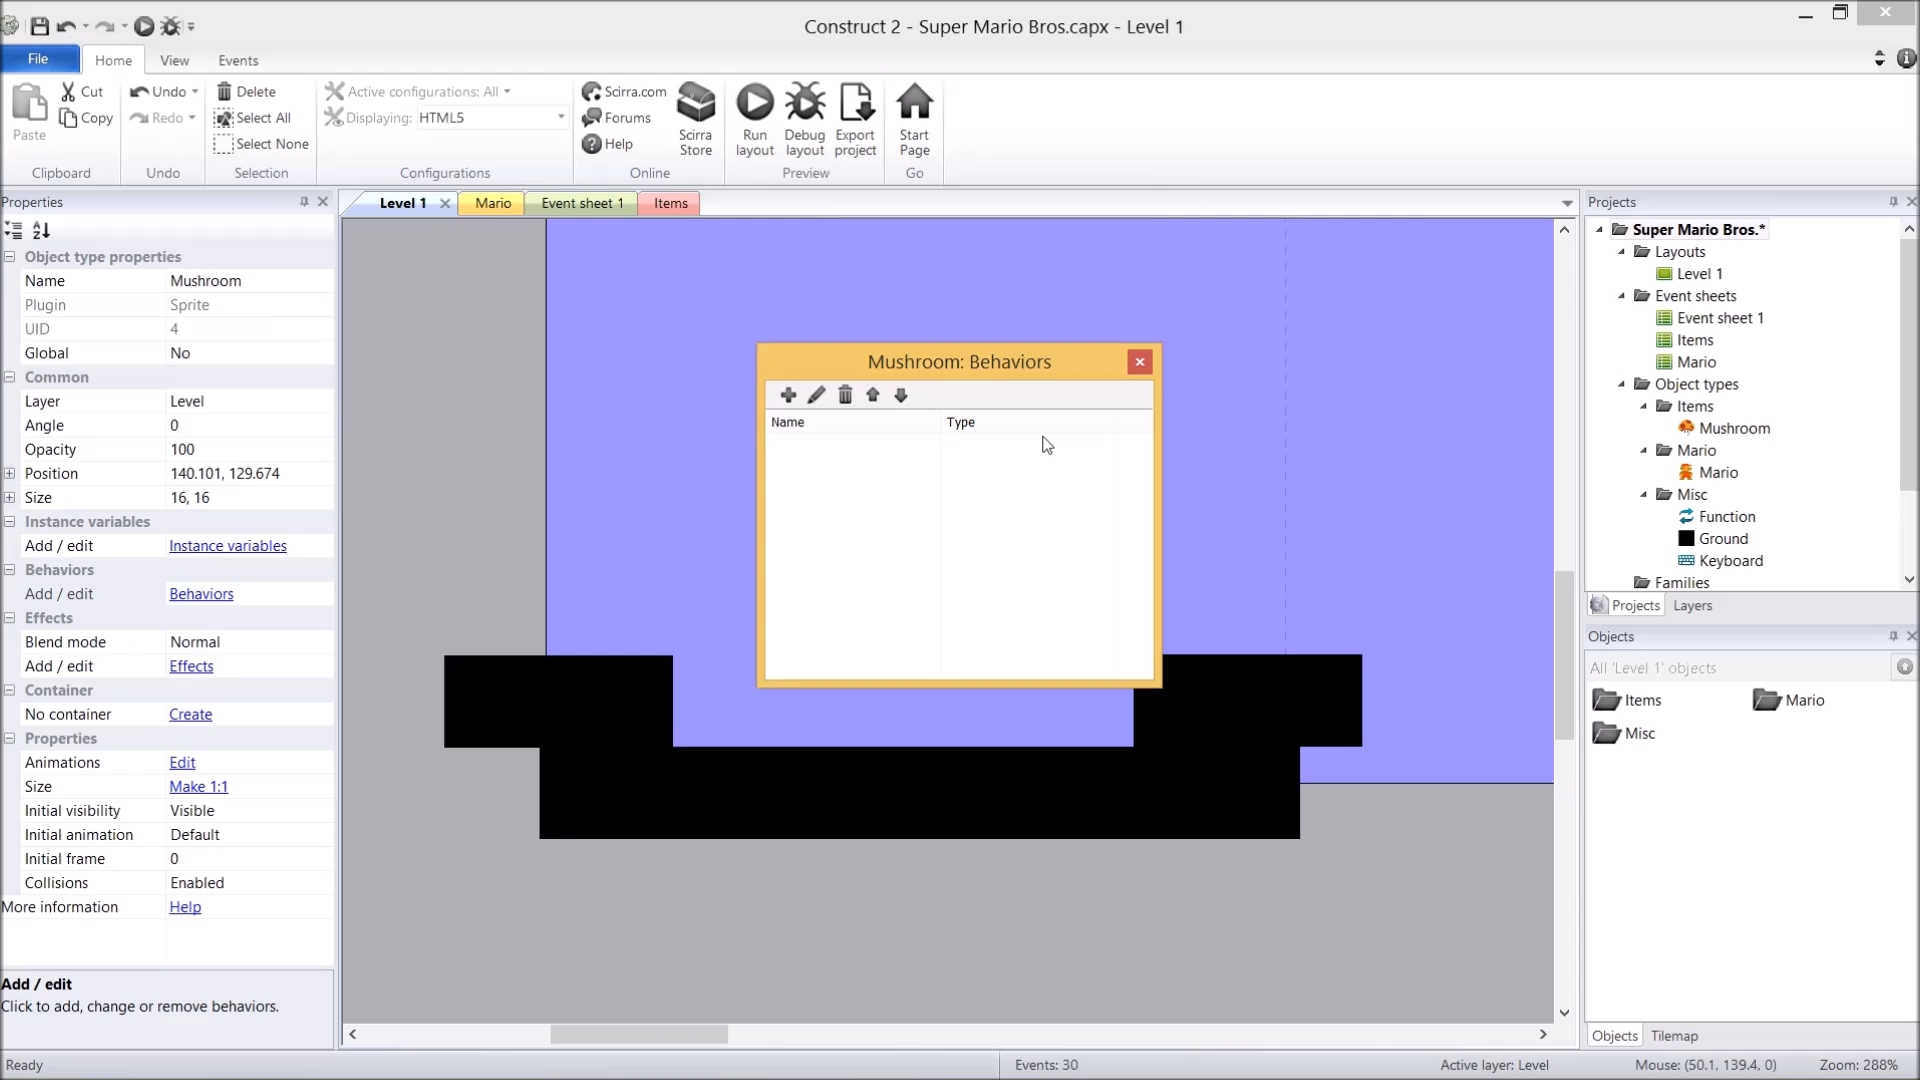 Construct 2 - Super Mario Bros.capx - Level 1
File
Home
View
Events
Paste
Cut
Copy
Clipboard
Undo
Redo
Undo
Delete
Select All
Select None
Selection
Active configurations: All
Displaying: HTML5
Configurations
Scirra.com
Forums
Help
Scirra
Store
Online
Run
layout
Debug
layout
Export
project
Preview
Start
Page
Go
Properties
Object type properties
Name Mushroom
Plugin Sprite
UID 4
Global No
Common
Layer Level
Angle 0
Opacity 100
Position 140.101, 129.674
Size 16, 16
Instance variables
Add / edit Instance variables
Behaviors
Add / edit Behaviors
Effects
Blend mode Normal
Add / edit Effects
Container
No container Create
Properties
Animations Edit
Size Make 1:1
Initial visibility Visible
Initial animation Default
Initial frame 0
Collisions Enabled
More information Help
Add / edit
Click to add, change or remove behaviors.
Level 1
Mario
Event sheet 1
Items
Mushroom: Behaviors
Name Type
Projects
Super Mario Bros.*
Layouts
Level 1
Event sheets
Event sheet 1
Items
Mario
Object types
Items
Mushroom
Mario
Mario
Misc
Function
Ground
Keyboard
Families
Projects Layers
Objects
All 'Level 1' objects
Items Mario
Misc
Objects Tilemap
Ready
Events: 30
Active layer: Level
Mouse: (50.1, 139.4, 0)
Zoom: 288%